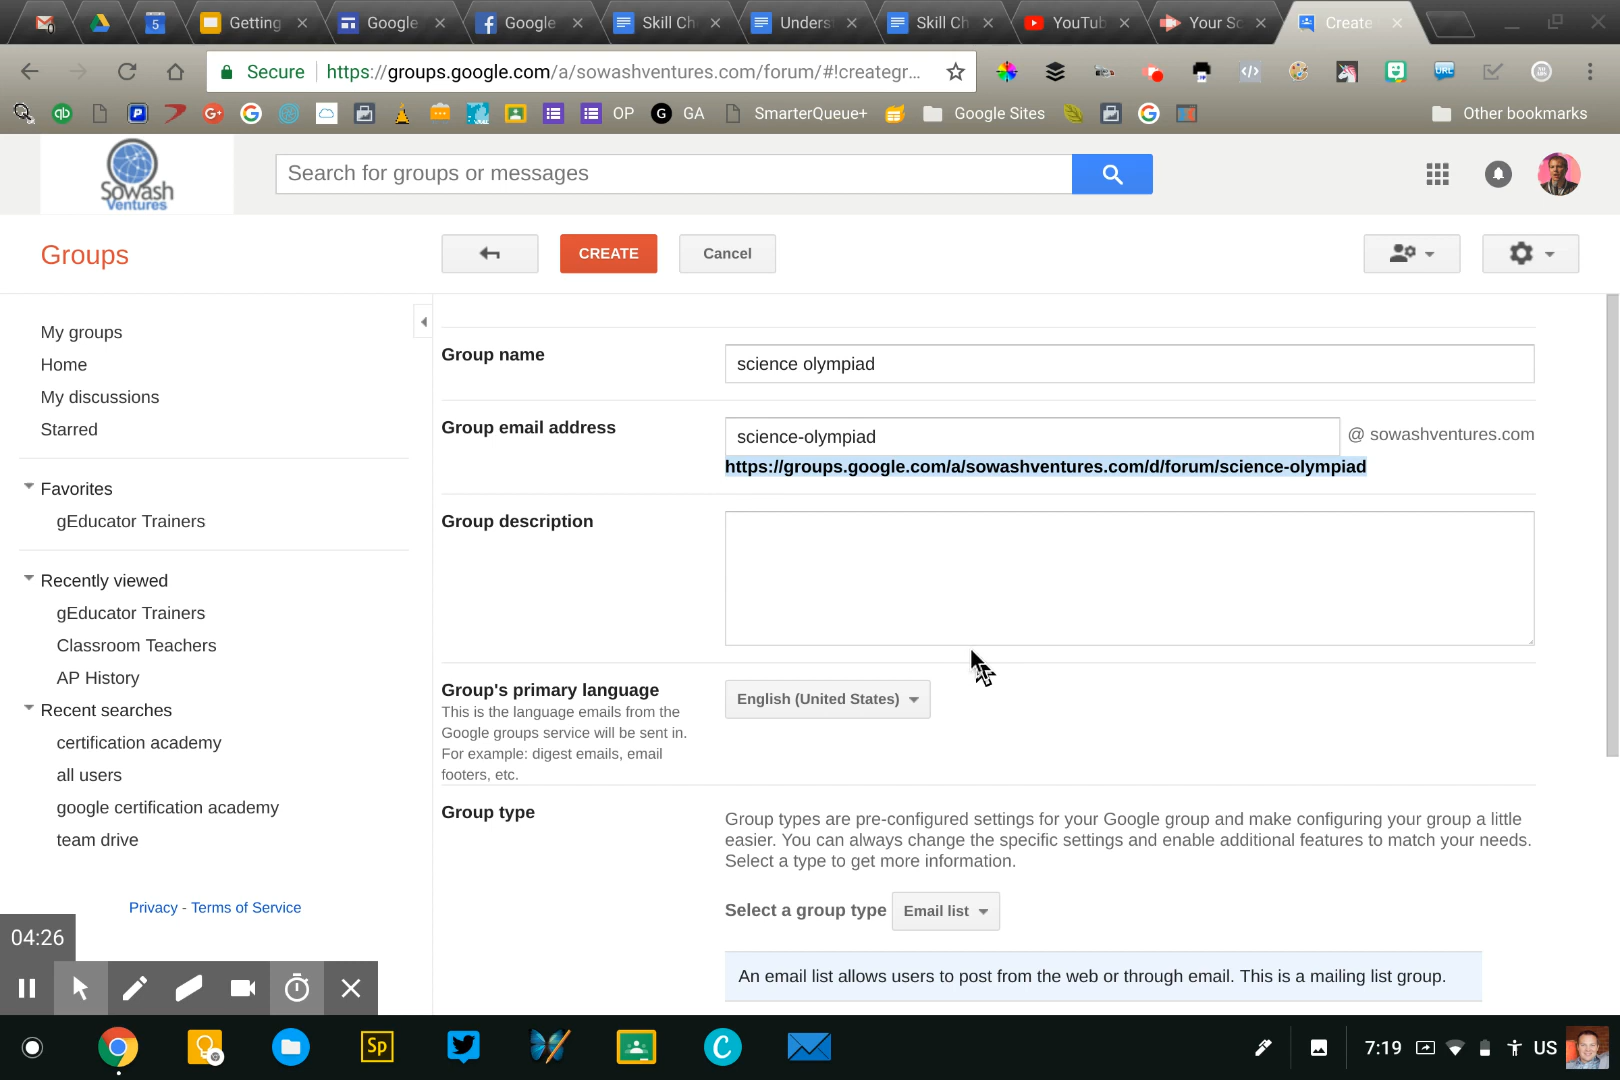 0
5
Getting
Google
Google
Skill Ch
Unders
Skill Ch
YouTub
Your Sc
Create
Secure
https://groups.google.com/a/sowashventures.com/forum/#!creategr...
URL
qb
P
G+
OP
G
GA
SmarterQueue+
Google Sites
Other bookmarks
Sowash
Ventures
Search for groups or messages
Groups
CREATE
Cancel
My groups
Home
My discussions
Starred
Favorites
gEducator Trainers
Recently viewed
gEducator Trainers
Classroom Teachers
AP History
Recent searches
certification academy
all users
google certification academy
team drive
Privacy - Terms of Service
Group name
science olympiad
Group email address
science-olympiad
@ sowashventures.com
https://groups.google.com/a/sowashventures.com/d/forum/science-olympiad
Group description
Group's primary language
This is the language emails from the
Google groups service will be sent in.
For example: digest emails, email
footers, etc.
English (United States)
Group type
Group types are pre-configured settings for your Google group and make configuring your group a little
easier. You can always change the specific settings and enable additional features to match your needs.
Select a type to get more information.
Select a group type
Email list
An email list allows users to post from the web or through email. This is a mailing list group.
04:26
Sp
C
7:19
US